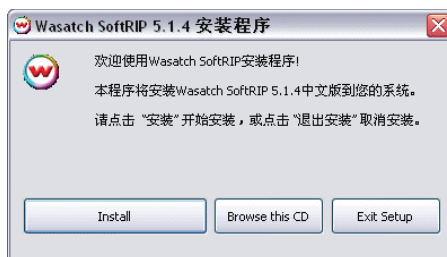 Wasatch SoftRIP 5.1.4 安装程序
欢迎使用Wasatch SoftRIP安装程序!
本程序将安装Wasatch SoftRIP 5.1.4中文版到您的系统。
请点击 "安装"开始安装，或点击 "退出安装"取消安装。
Install
Browse this CD
Exit Setup